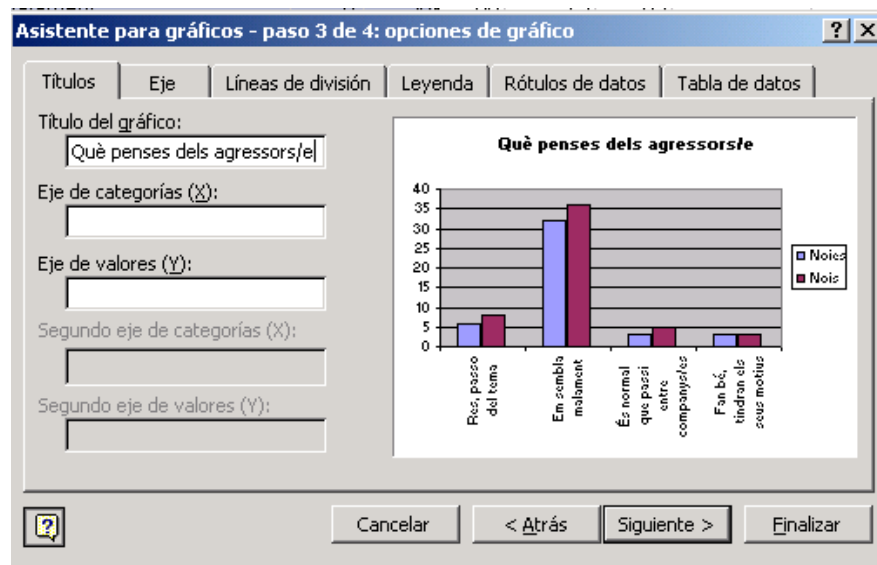 Asistente para gráficos - paso 3 de 4: opciones de gráfico
Títulos Eje Líneas de división Leyenda Rótulos de datos Tabla de datos
Título del gráfico:
Què penses dels agressors/e
Eje de categorías (X):
Eje de valores (Y):
Segundo eje de categorías (X):
Segundo eje de valores (Y):
Què penses dels agressors/e
40
35
30
25
20
15
10
5
0
Res, passo
del tema
Em sembla
malament
És normal
que passi
entre
companys/es
Fan bé,
tindran els
seus motius
Noies
Nois
Cancelar < Atrás Siguiente > Finalizar